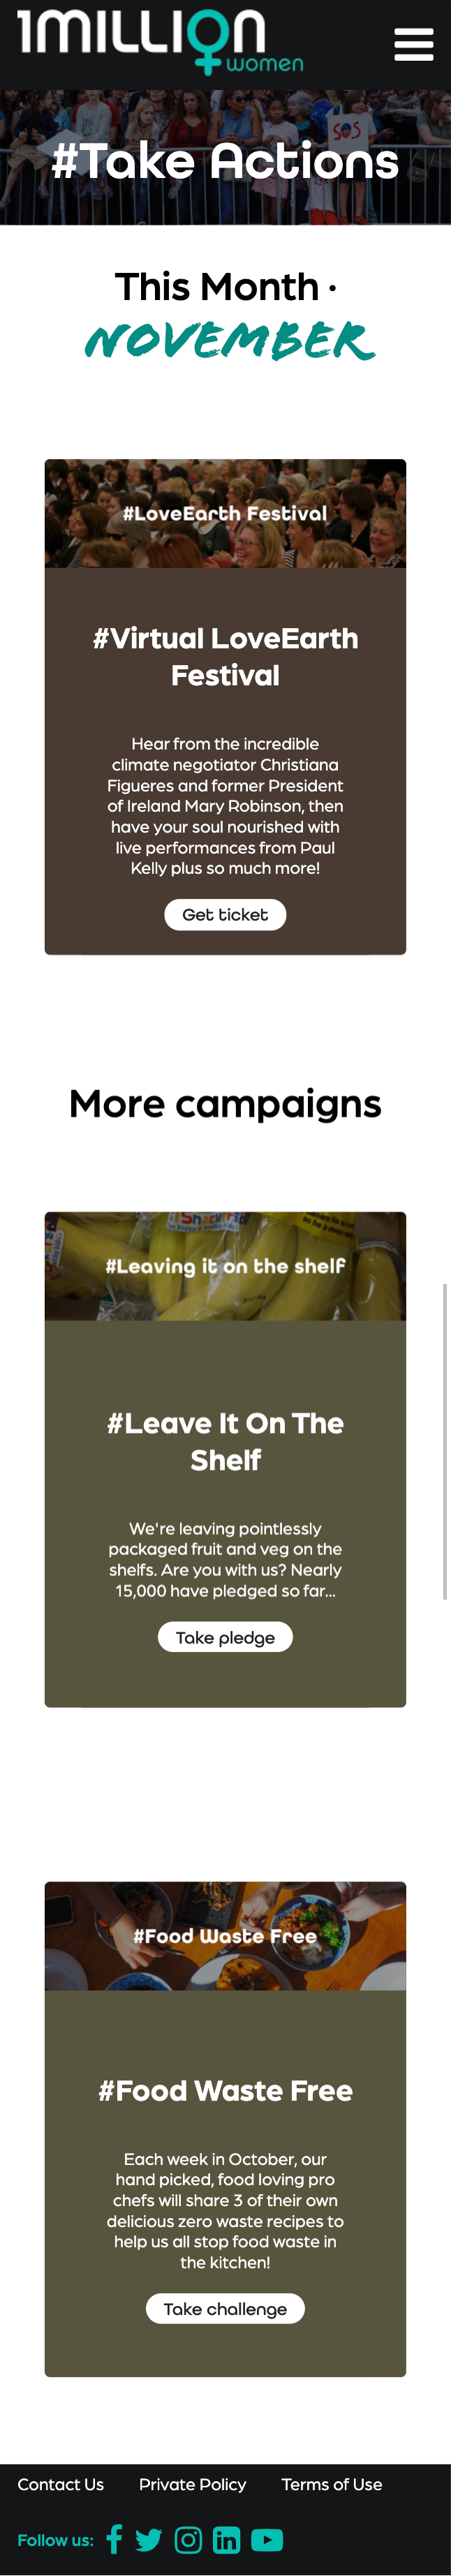 1MILLION
women
SOS
#Take Actions
This Month •
NOVEMBER
#LoveEarth Festival
#Virtual LoveEarth
Festival
Hear from the incredible
climate negotiator Christiana
Figueres and former President
of Ireland Mary Robinson, then
have your soul nourished with
live performances from Paul
Kelly plus so much more!
Get ticket
More campaigns
#Leaving it on the shelf
#Leave It On The
Shelf
We're leaving pointlessly
packaged fruit and veg on the
shelfs. Are you with us? Nearly
15,000 have pledged so far...
Take pledge
#Food Waste Free
#Food Waste Free
Each week in October, our
hand picked, food loving pro
chefs will share 3 of their own
delicious zero waste recipes to
help us all stop food waste in
the kitchen!
Take challenge
Contact Us Private Policy Terms of Use
Follow us: